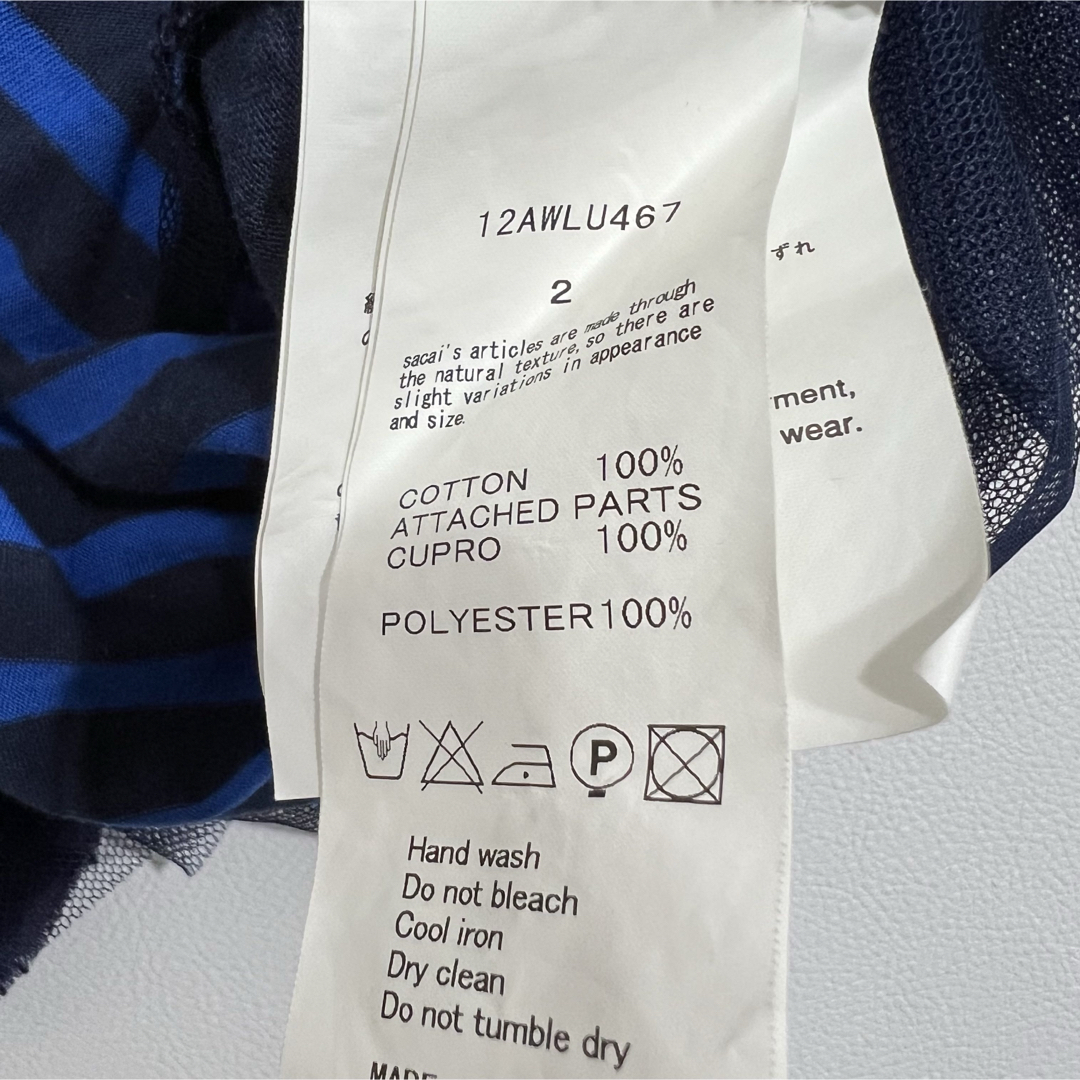 12AWLU467
2
sacai's articles are made through
the natural texture, so there are
slight variations in appearance
and size.
COTTON 100%
ATTACHED PARTS
CUPRO 100%
POLYESTER100%
P
Hand wash
Do not bleach
Cool iron
Dry clean
Do not tumble dry
MADE
ずれ
ment,
wear.